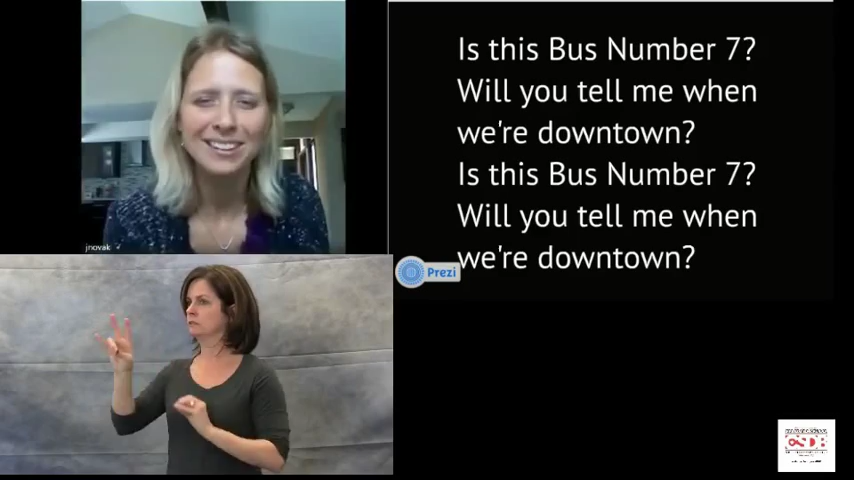 Is this Bus Number 7?
Will you tell me when
we're downtown?
Is this Bus Number 7?
Will you tell me when
we're downtown?
Prezi
jnovak